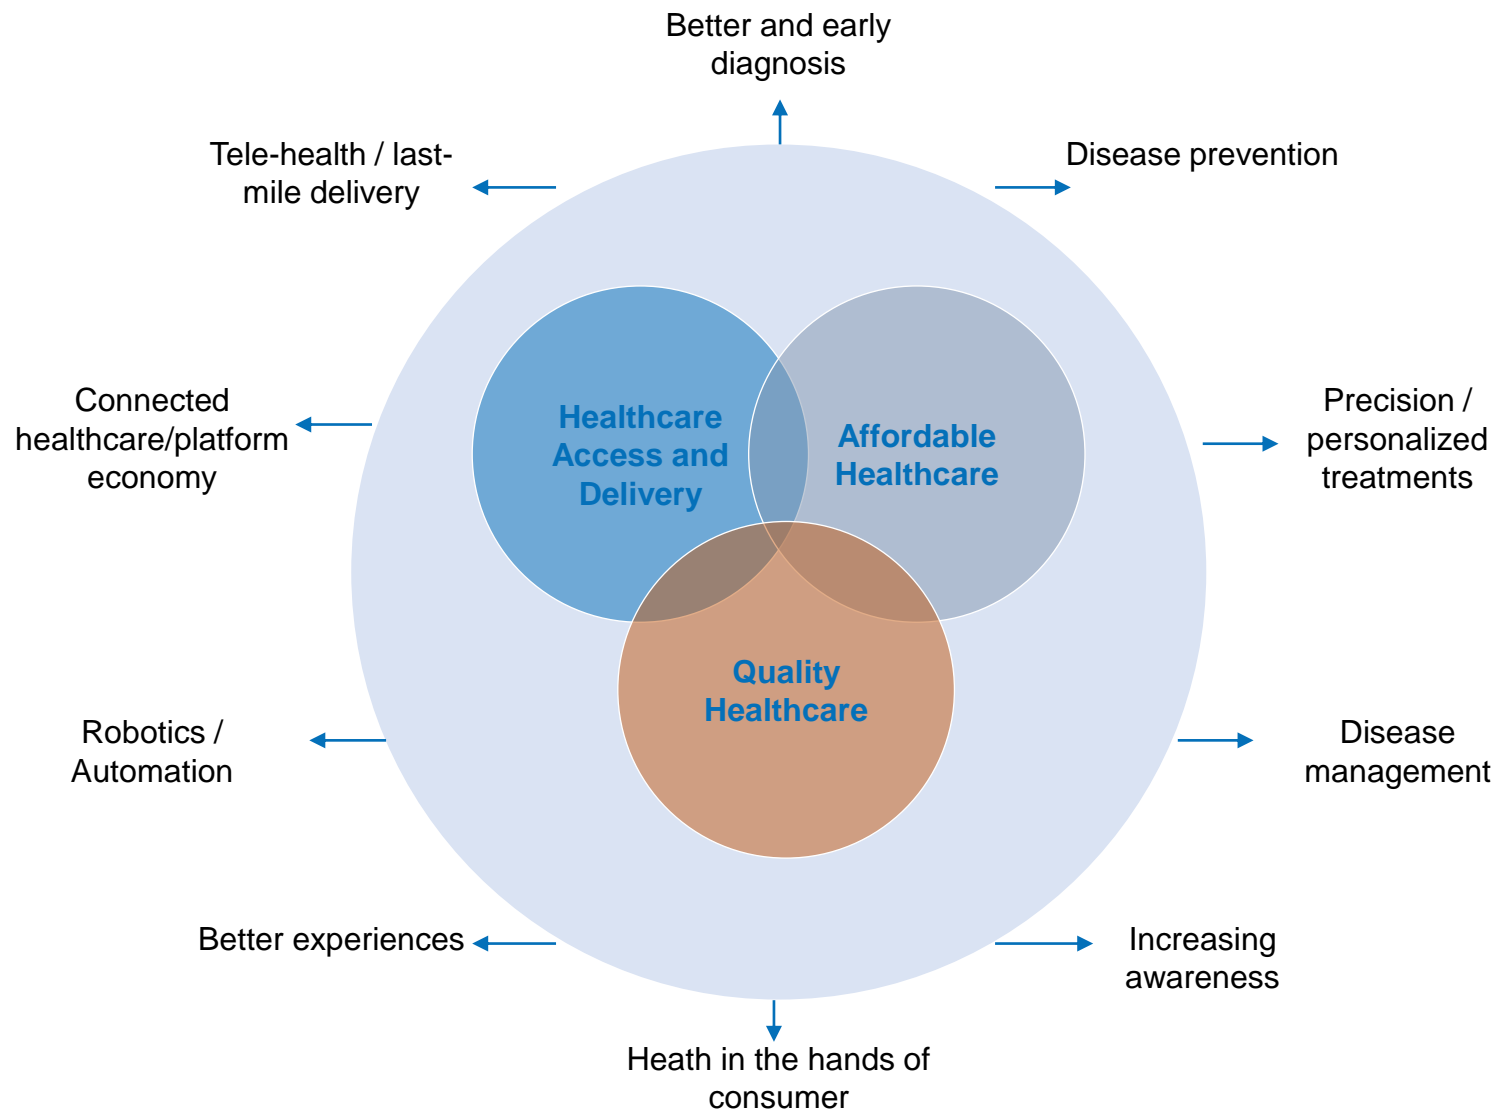 Better and early
diagnosis
Tele-health / last-
mile delivery
Disease prevention
Connected
healthcare/platform
economy
Healthcare
Access and
Delivery
Affordable
Healthcare
Precision /
personalized
treatments
Quality
Healthcare
Robotics /
Automation
Disease
management
Better experiences
Increasing
awareness
Heath in the hands of
consumer